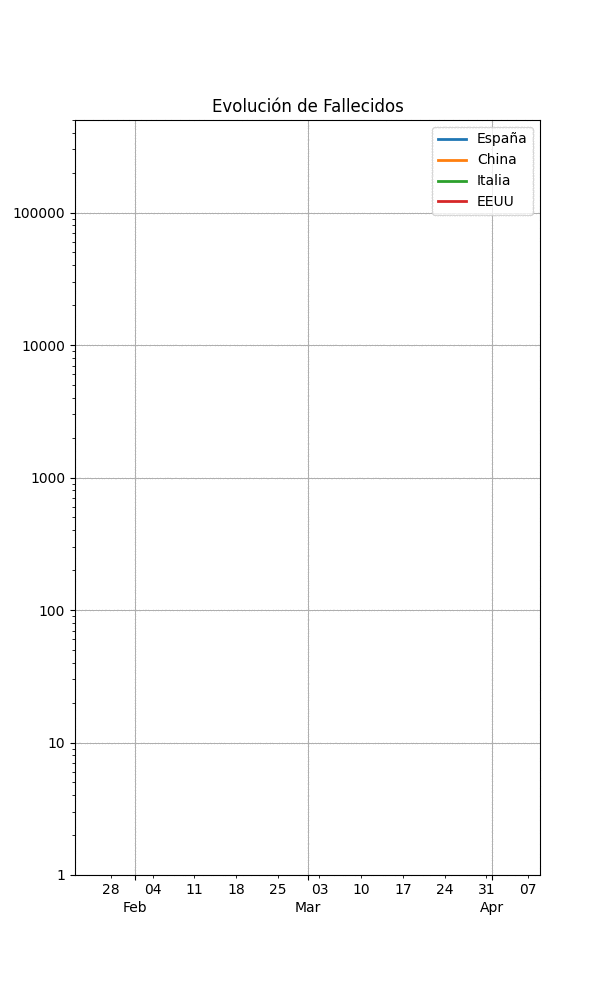 Evolución de Fallecidos
España
China
Italia
EEUU
100000
10000
1000
100
10
1
28 04 11 18 25 03 10 17 24 31 07
Feb Mar Apr